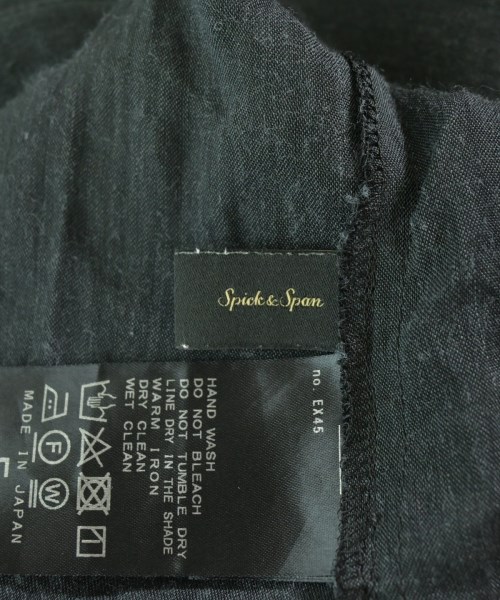 Spick & Span
no. EX45
HAND WASH
DO NOT BLEACH
DO NOT TUMBLE DRY
LINE DRY IN THE SHADE
WARM IRON
DRY CLEAN
WET CLEAN
F W
MADE IN JAPAN